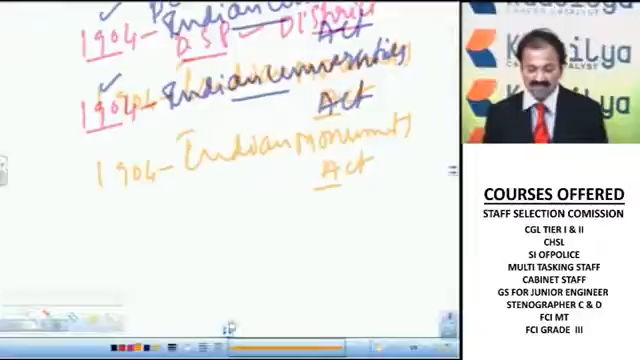 1904 - Indian
DSP - District
Act
1904 - Indian Universities
Act
1904 - Indian Monuments
Act
COURSES OFFERED
STAFF SELECTION COMISSION
CGL TIER I & II
CHSL
SI OFPOLICE
MULTI TASKING STAFF
CABINET STAFF
GS FOR JUNIOR ENGINEER
STENOGRAPHER C & D
FCI MT
FCI GRADE III